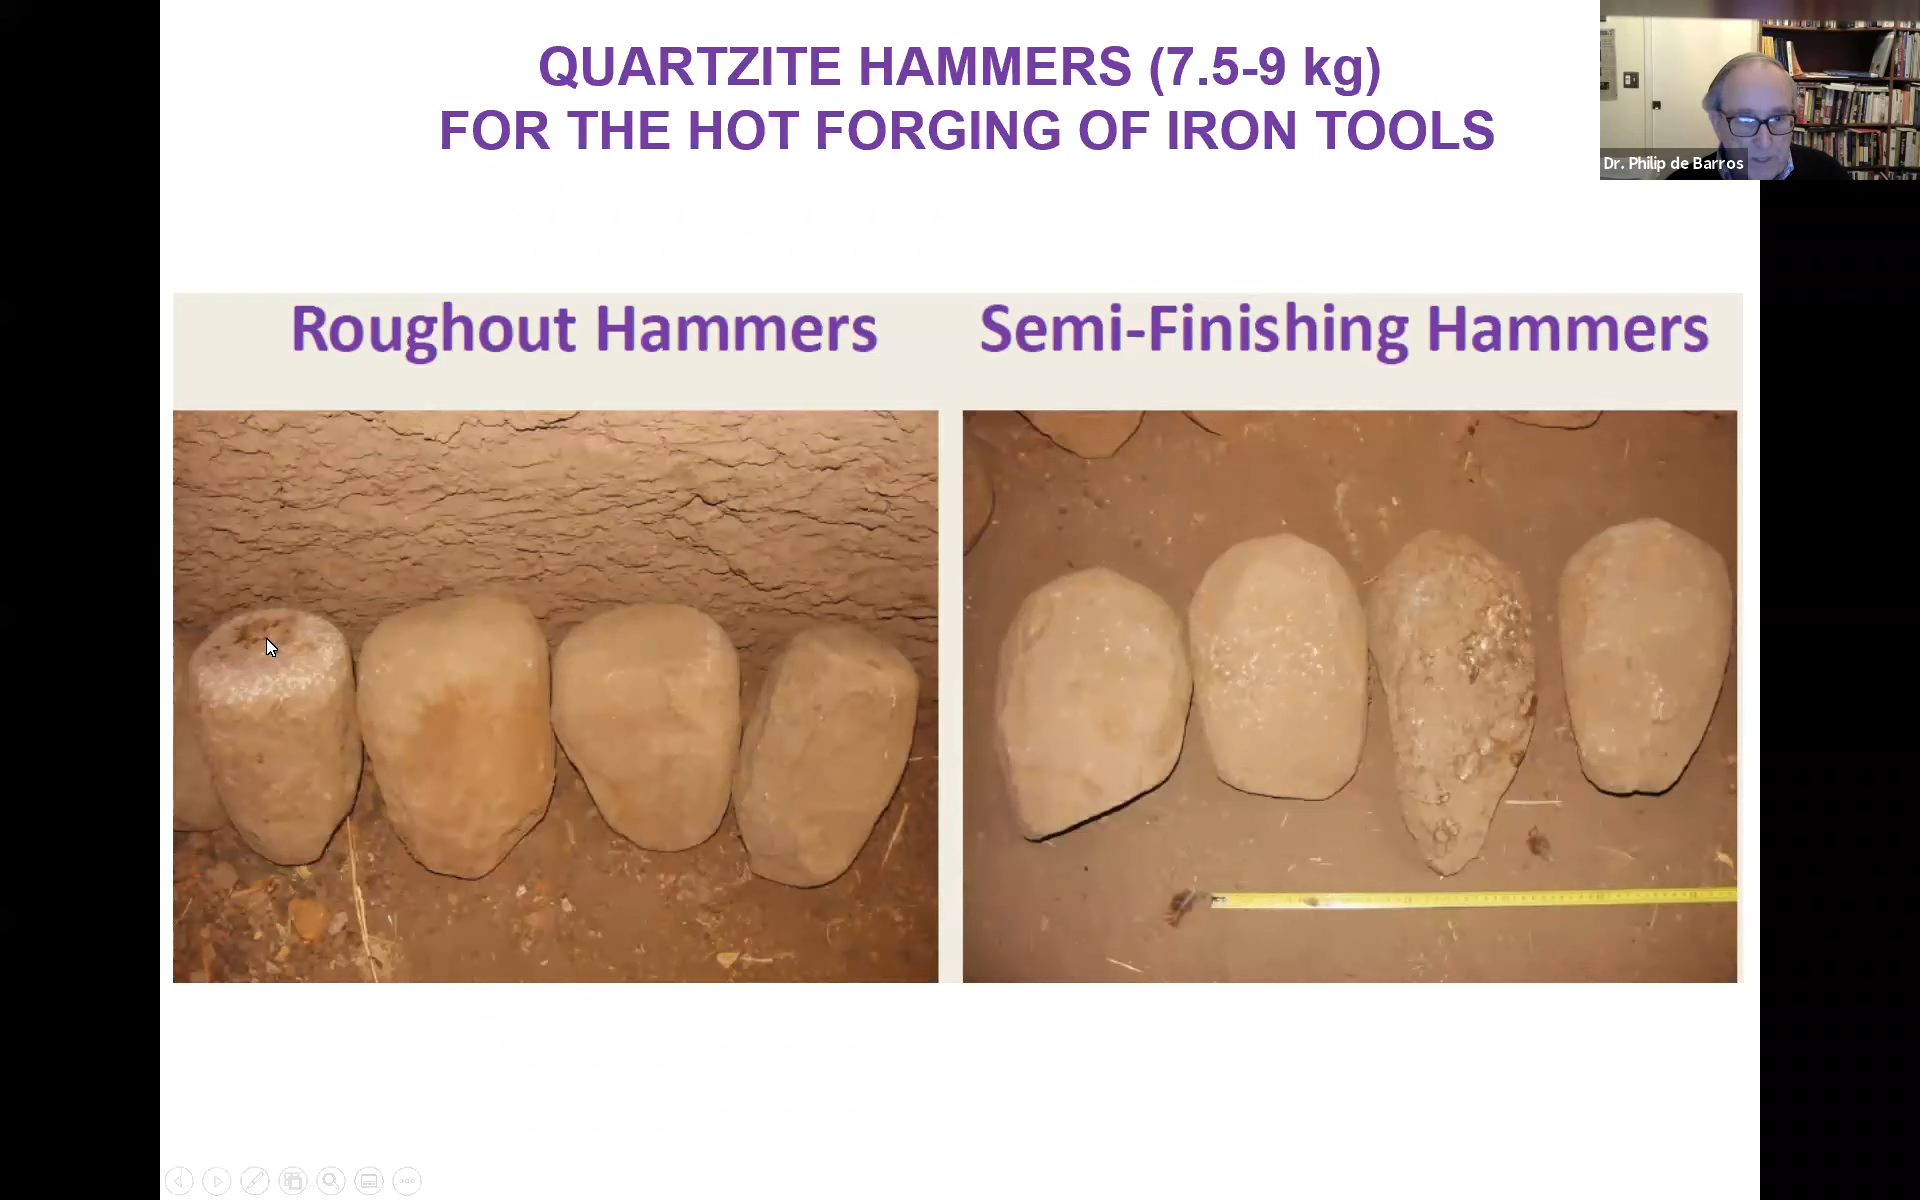 QUARTZITE HAMMERS (7.5-9 kg)
FOR THE HOT FORGING OF IRON TOOLS
Dr. Philip de Barros
Roughout Hammers
Semi-Finishing Hammers